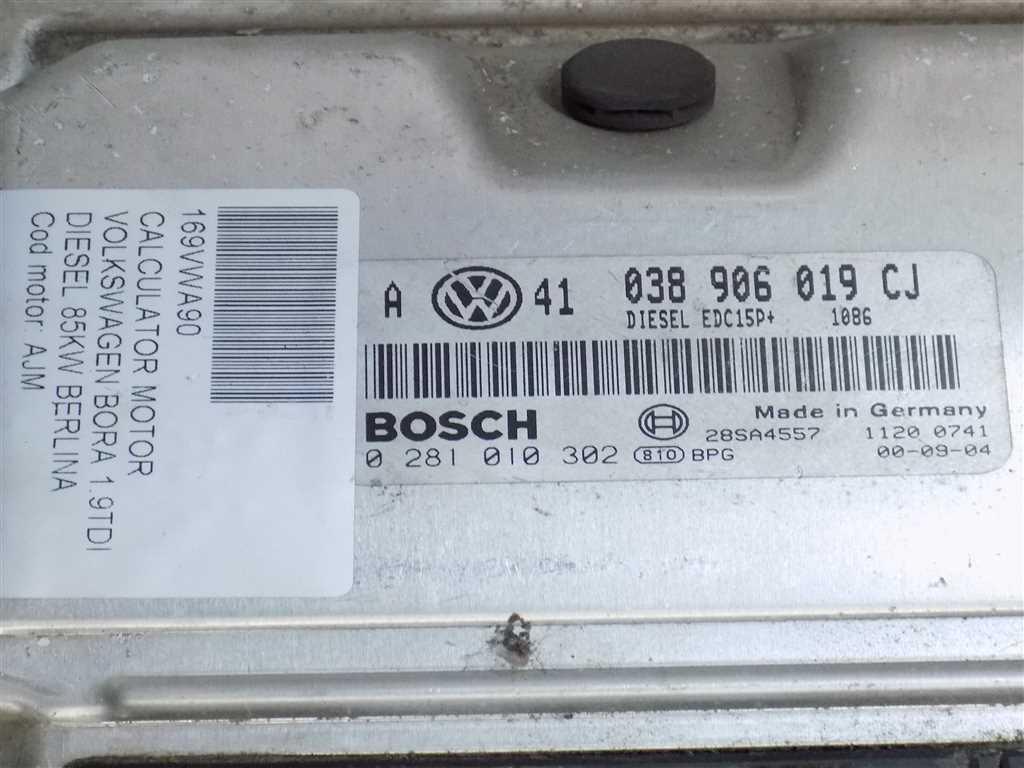 169VWA90
CALCULATOR MOTOR
VOLKSWAGEN BORA 1.9TDI
DIESEL 85KW BERLINA
Cod motor: AJM
A VW 41 038 906 019 CJ
DIESEL EDC15P+ 1086
BOSCH Made in Germany
28SA4557 1120 0741
0 281 010 302 810 BPG 00-09-04